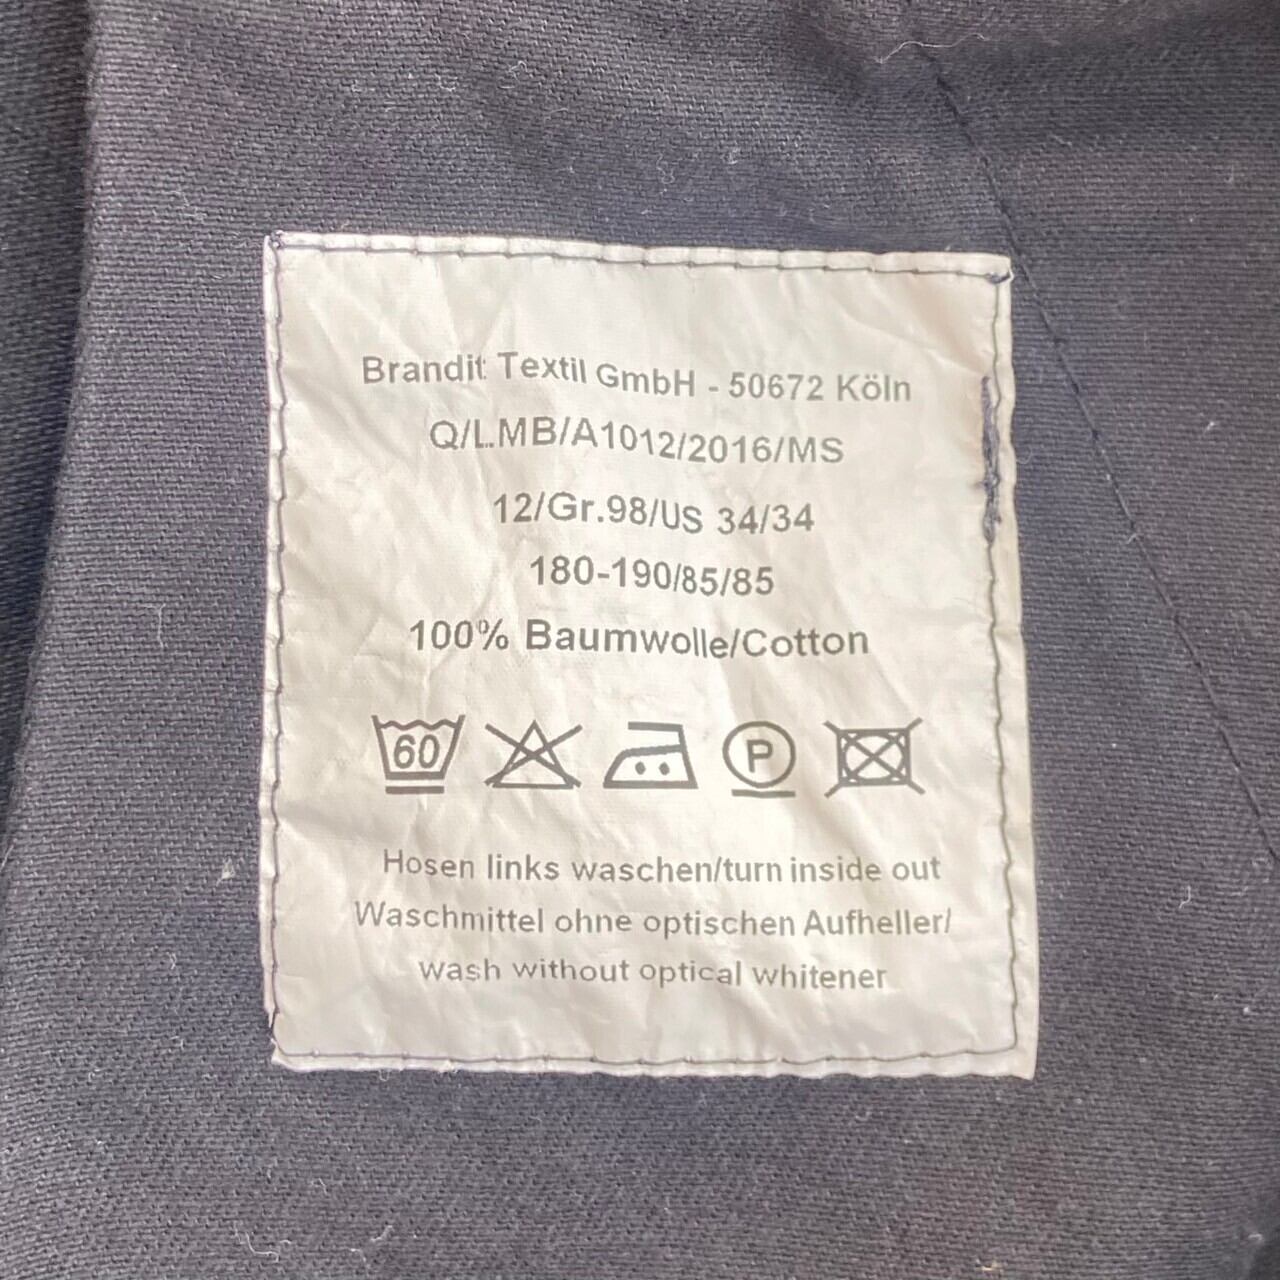 Brandit Textil GmbH - 50672 Köln
Q/L.MB/A1012/2016/MS
12/Gr.98/US 34/34
180-190/85/85
100% Baumwolle/Cotton
60 P
Hosen links waschen/turn inside out
Waschmittel ohne optischen Aufheller/
wash without optical whitener